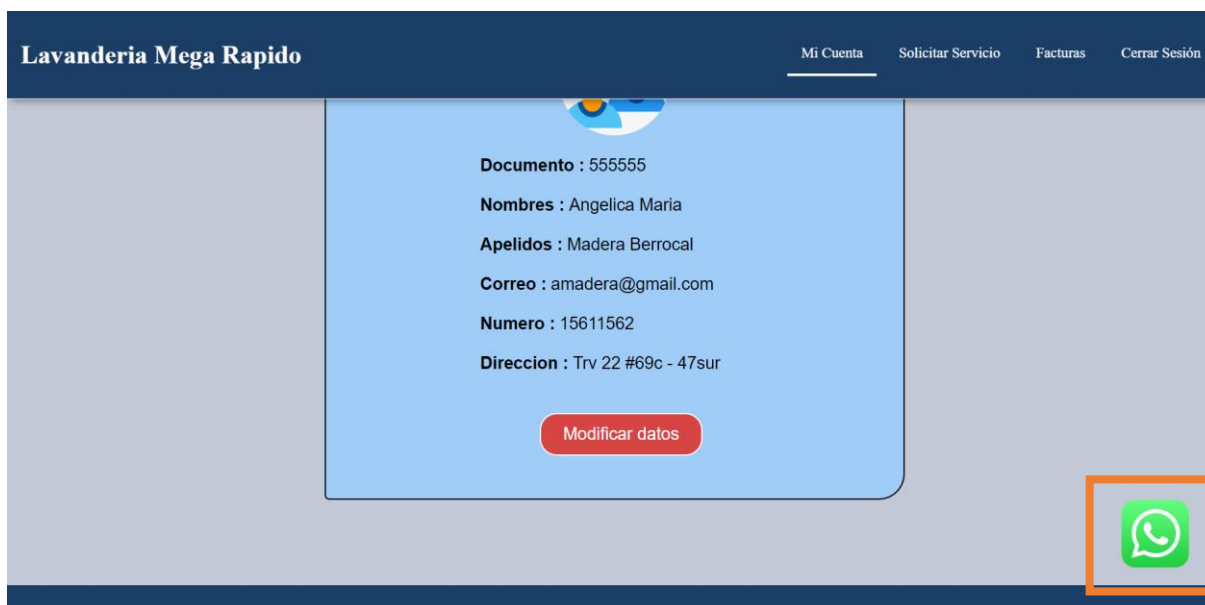 Lavanderia Mega Rapido
Mi Cuenta Solicitar Servicio Facturas Cerrar Sesión
Documento : 555555
Nombres : Angelica Maria
Apelidos : Madera Berrocal
Correo : amadera@gmail.com
Numero : 15611562
Direccion : Trv 22 #69c - 47sur
Modificar datos